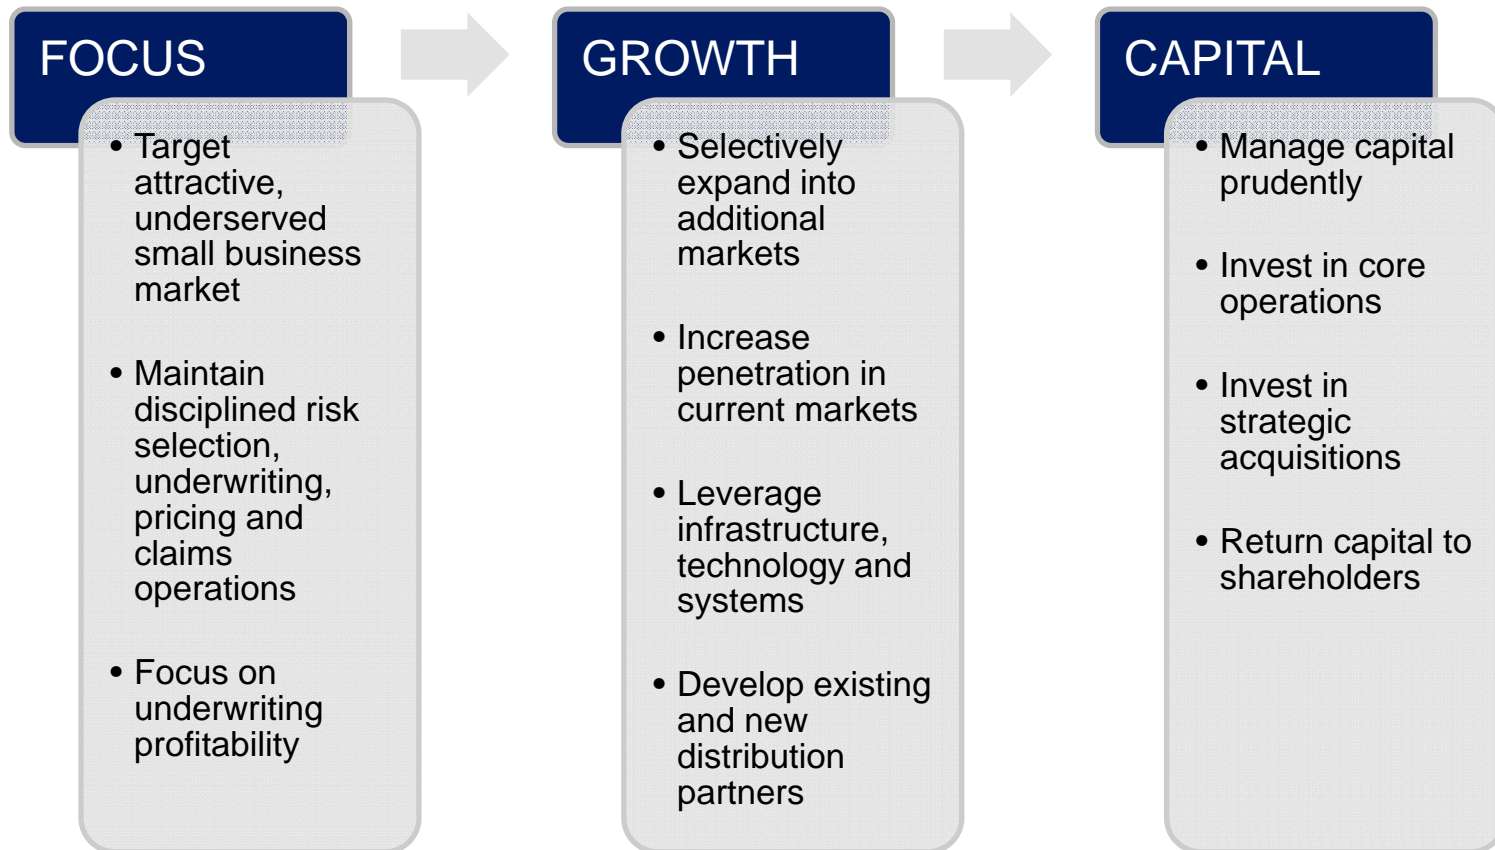 FOCUS
• Target
attractive,
underserved
small business
market
• Maintain
disciplined risk
selection,
underwriting,
pricing and
claims
operations
• Focus on
underwriting
profitability
GROWTH
• Selectively
expand into
additional
markets
• Increase
penetration in
current markets
• Leverage
infrastructure,
technology and
systems
• Develop existing
and new
distribution
partners
CAPITAL
• Manage capital
prudently
• Invest in core
operations
• Invest in
strategic
acquisitions
• Return capital to
shareholders